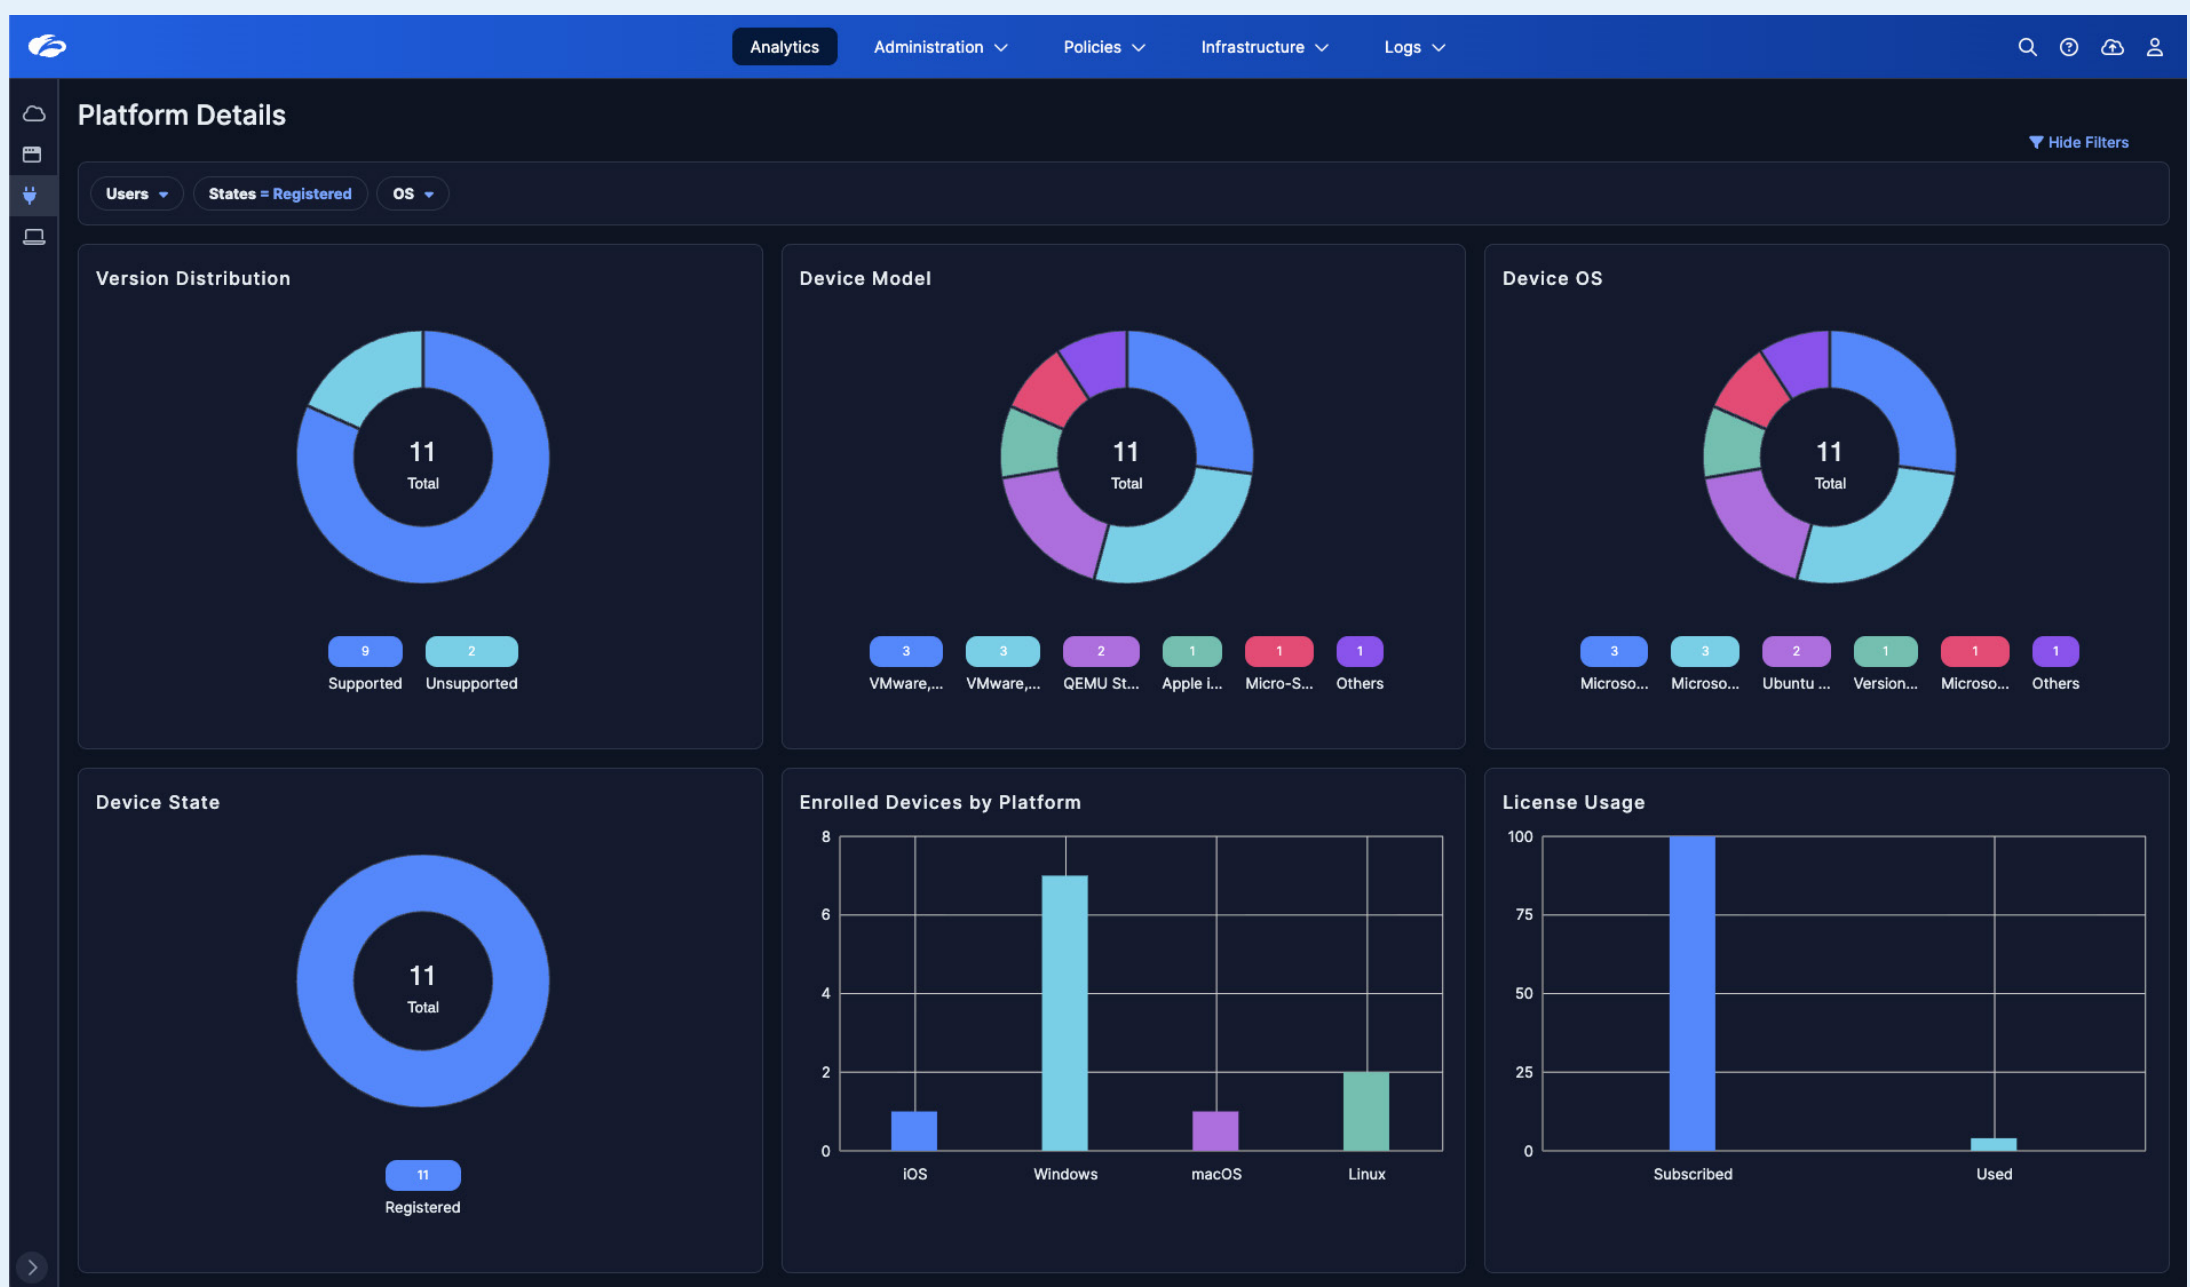 Analytics Administration Policies Infrastructure Logs
Platform Details
Hide Filters
Users States = Registered OS
Version Distribution
11
Total
9 2
Supported Unsupported
Device Model
11
Total
3 3 2 1 1 1
VMware,... VMware,... QEMU St... Apple i... Micro-S... Others
Device OS
11
Total
3 3 2 1 1 1
Microso... Microso... Ubuntu ... Version... Microso... Others
Device State
11
Total
11
Registered
Enrolled Devices by Platform
8
6
4
2
0
iOS Windows macOS Linux
License Usage
100
75
50
25
0
Subscribed Used